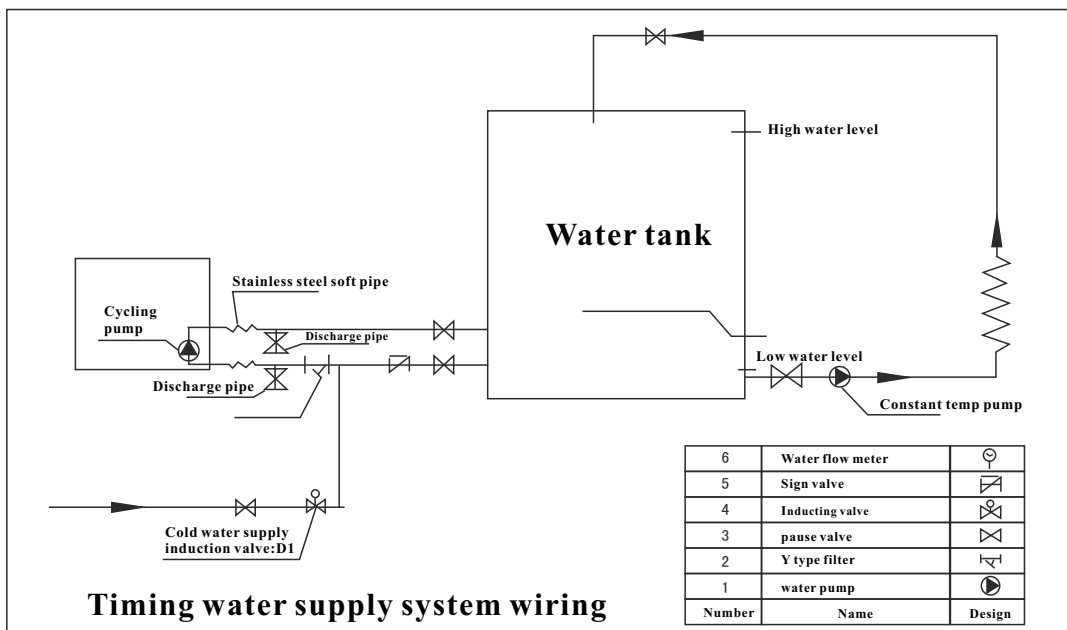 High water level
Water tank
Stainless steel soft pipe
Cycling
pump
Discharge pipe
Low water level
Discharge pipe
Constant temp pump
Cold water supply
induction valve:D1
6 Water flow meter
5 Sign valve
4 Inducting valve
3 pause valve
2 Y type filter
1 water pump
Number Name Design
Timing water supply system wiring